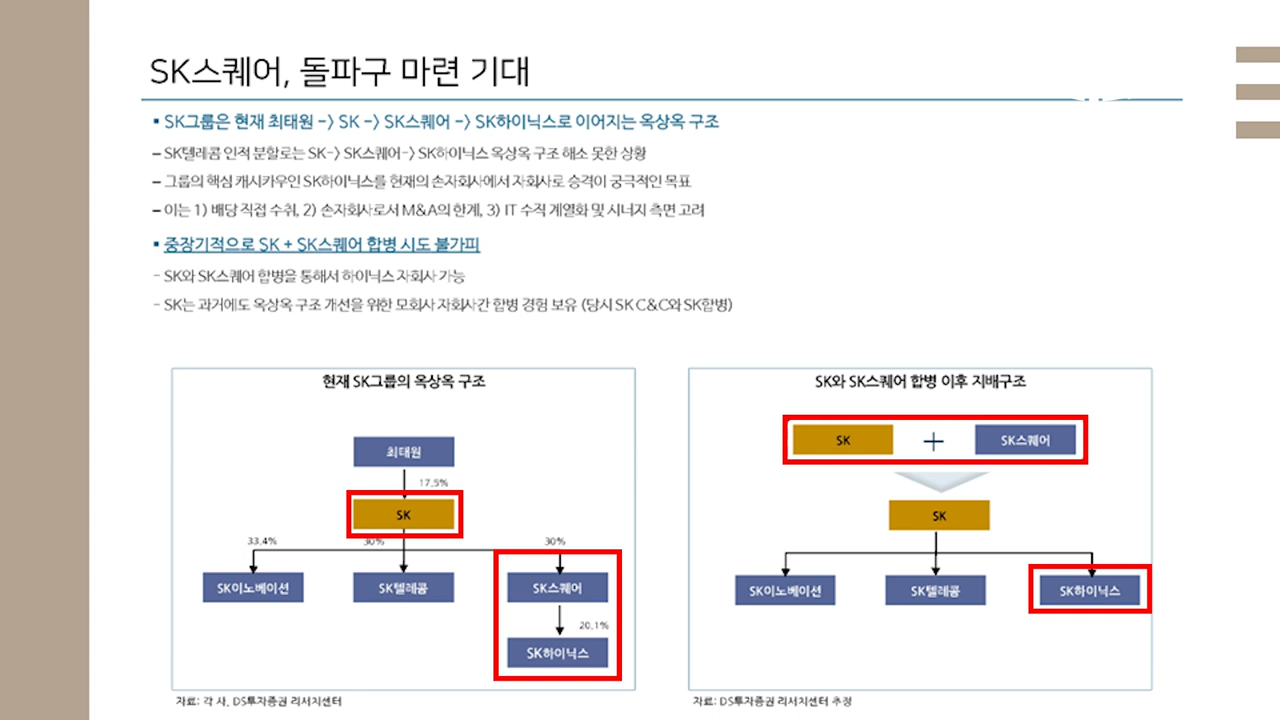 SK스퀘어, 돌파구 마련 기대
▪ SK그룹은 현재 최태원 -> SK -> SK스퀘어 -> SK하이닉스로 이어지는 옥상옥 구조
– SK텔레콤 인적 분할로는 SK-> SK스퀘어-> SK하이닉스 옥상옥 구조 해소 못한 상황
– 그룹의 핵심 캐시카우인 SK하이닉스를 현재의 손자회사에서 자회사로 승격이 궁극적인 목표
– 이는 1) 배당 직접 수취, 2) 손자회사로서 M&A의 한계, 3) IT 수직 계열화 및 시너지 측면 고려
▪ 중장기적으로 SK + SK스퀘어 합병 시도 불가피
- SK와 SK스퀘어 합병을 통해서 하이닉스 자회사 가능
- SK는 과거에도 옥상옥 구조 개선을 위한 모회사 자회사간 합병 경험 보유 (당시 SK C&C와 SK합병)
현재 SK그룹의 옥상옥 구조
최태원
17.5%
SK
33.4% 30% 30%
SK이노베이션 SK텔레콤 SK스퀘어
20.1%
SK하이닉스
자료: 각 사, DS투자증권 리서치센터
SK와 SK스퀘어 합병 이후 지배구조
SK + SK스퀘어
SK
SK이노베이션 SK텔레콤 SK하이닉스
자료: DS투자증권 리서치센터 추정